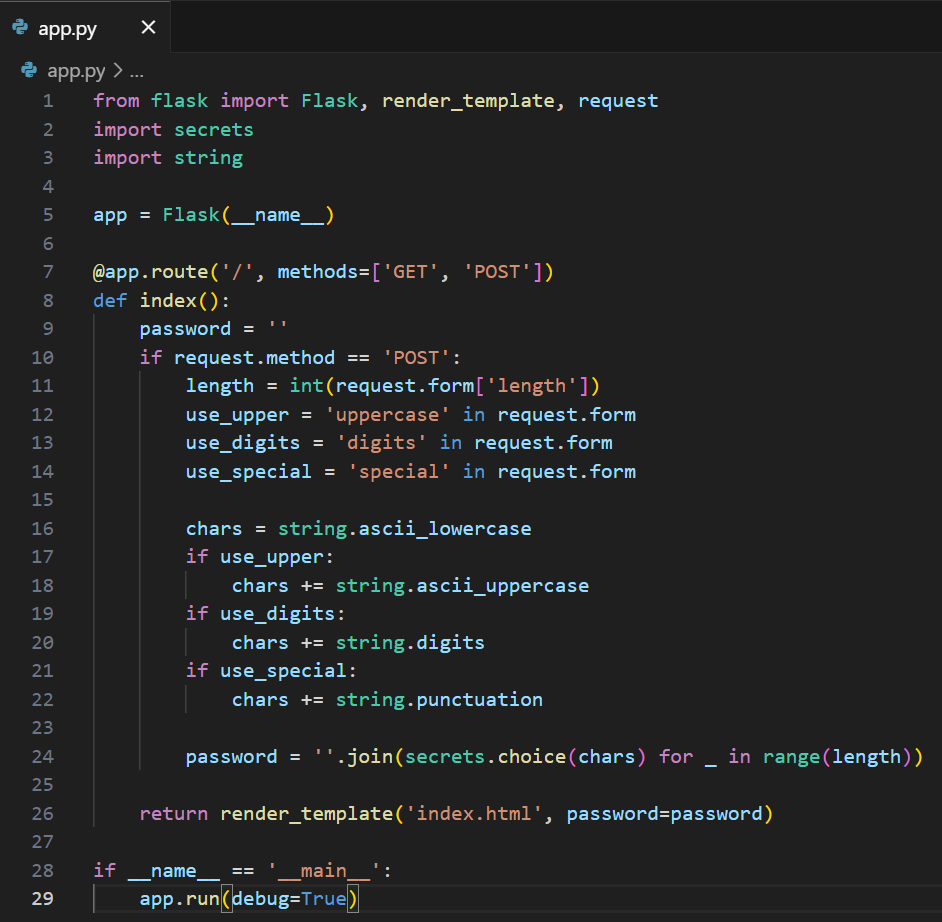 app.py
app.py > ...
1 from flask import Flask, render_template, request
2 import secrets
3 import string
4
5 app = Flask(__name__)
6
7 @app.route('/', methods=['GET', 'POST'])
8 def index():
9     password = ''
10     if request.method == 'POST':
11         length = int(request.form['length'])
12         use_upper = 'uppercase' in request.form
13         use_digits = 'digits' in request.form
14         use_special = 'special' in request.form
15
16         chars = string.ascii_lowercase
17         if use_upper:
18             chars += string.ascii_uppercase
19         if use_digits:
20             chars += string.digits
21         if use_special:
22             chars += string.punctuation
23
24         password = ''.join(secrets.choice(chars) for _ in range(length))
25
26     return render_template('index.html', password=password)
27
28 if __name__ == '__main__':
29     app.run(debug=True)